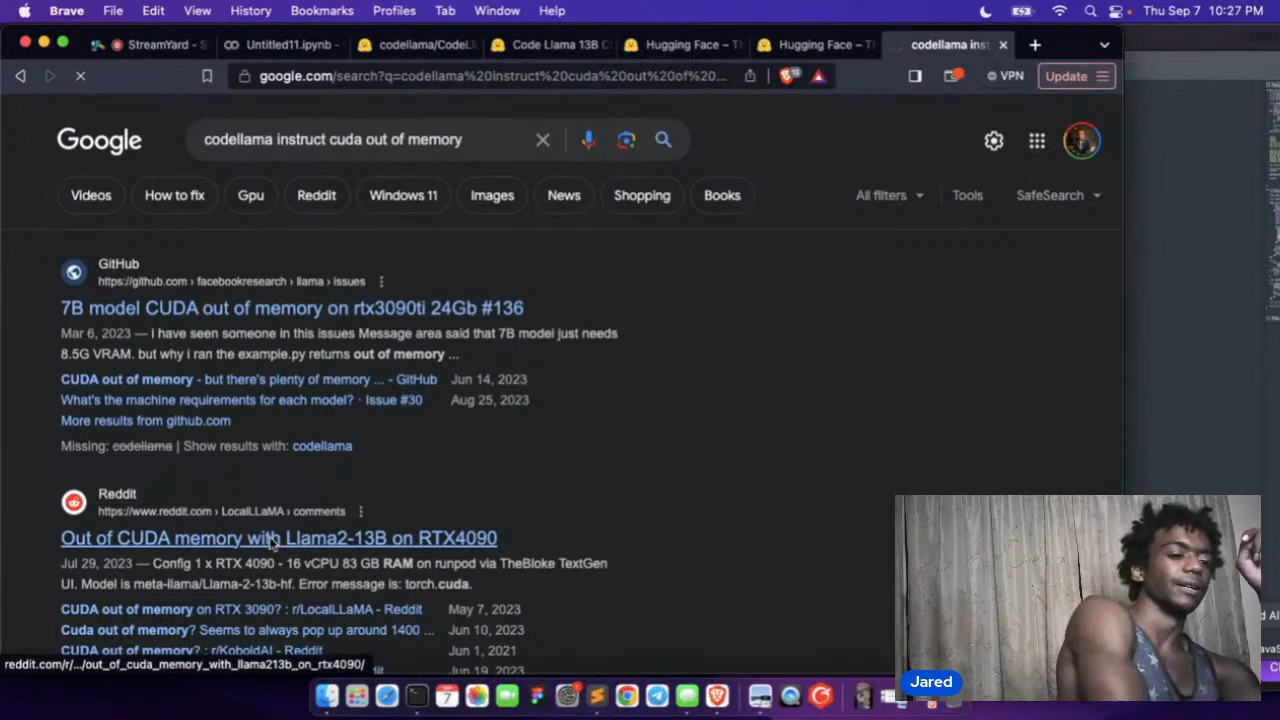 Brave File Edit View History Bookmarks Profiles Tab Window Help Thu Sep 7 10:27 PM
StreamYard - S Untitled11.ipynb - codellama/CodeL Code Llama 13B C Hugging Face – Th Hugging Face – Th codellama inst
google.com/search?q=codellama%20instruct%20cuda%20out%20of%20... 18 VPN Update
Google codellama instruct cuda out of memory
Videos How to fix Gpu Reddit Windows 11 Images News Shopping Books All filters Tools SafeSearch
GitHub
https://github.com › facebookresearch › llama › issues
7B model CUDA out of memory on rtx3090ti 24Gb #136
Mar 6, 2023 — i have seen someone in this issues Message area said that 7B model just needs
8.5G VRAM. but why i ran the example.py returns out of memory ...
CUDA out of memory - but there's plenty of memory ... - GitHub Jun 14, 2023
What's the machine requirements for each model? · Issue #30 Aug 25, 2023
More results from github.com
Missing: codellama | Show results with: codellama
Reddit
https://www.reddit.com › LocalLLaMA › comments
Out of CUDA memory with Llama2-13B on RTX4090
Jul 29, 2023 — Config 1 x RTX 4090 - 16 vCPU 83 GB RAM on runpod via TheBloke TextGen
UI. Model is meta-llama/Llama-2-13b-hf. Error message is: torch.cuda.
CUDA out of memory on RTX 3090? : r/LocalLLaMA - Reddit May 7, 2023
Cuda out of memory? Seems to always pop up around 1400 ... Jun 10, 2023
CUDA out of memory? : r/KoboldAI - Reddit Jun 1, 2021
Jun 19, 2023
reddit.com/r/.../out_of_cuda_memory_with_llama213b_on_rtx4090/
Jared
7